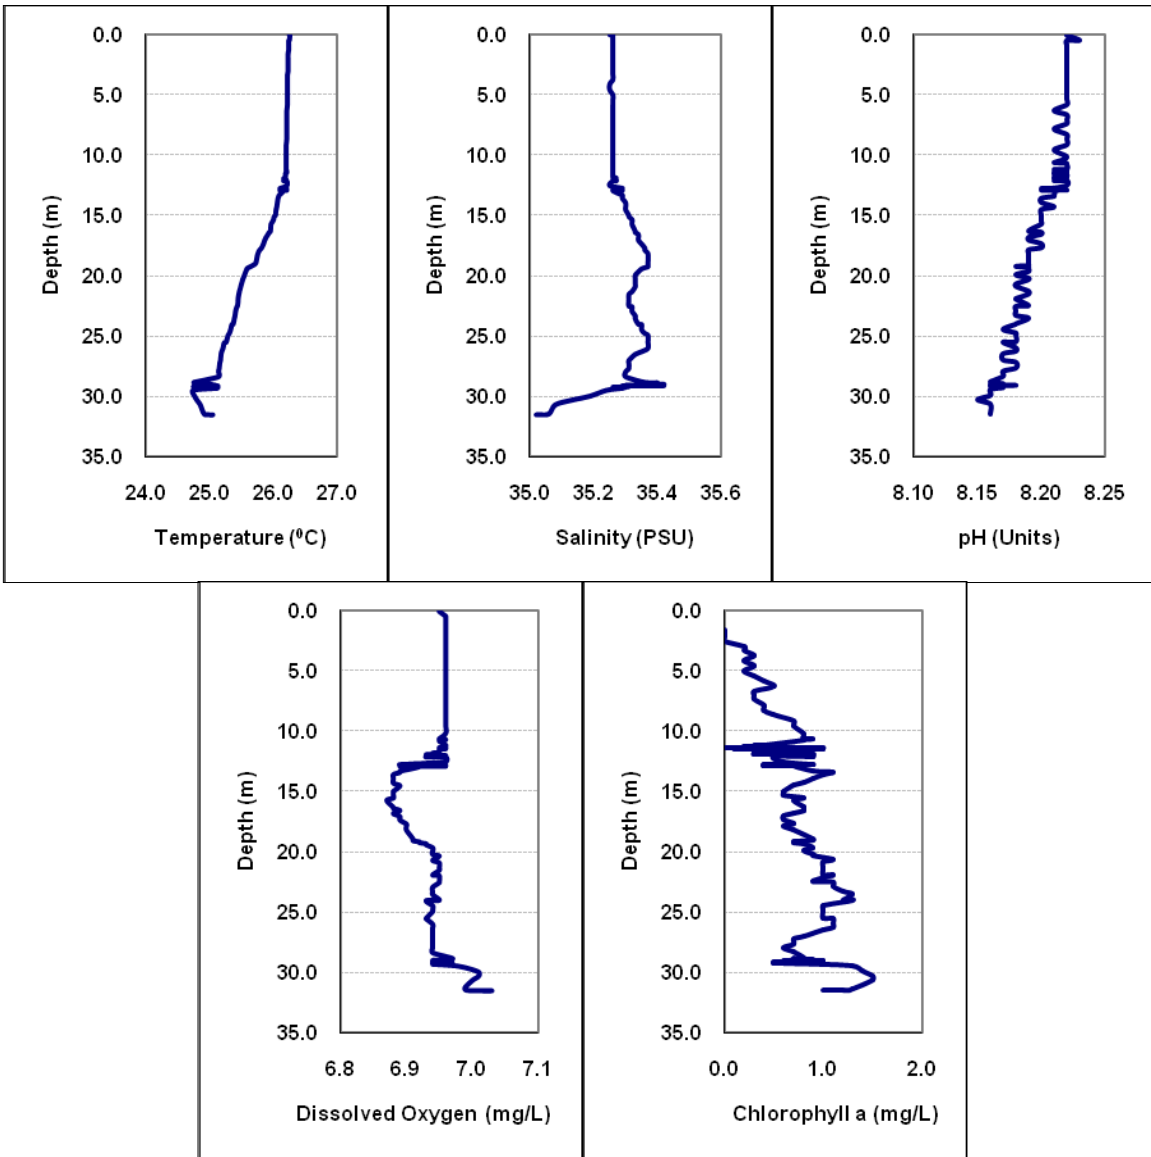 0.0
5.0
10.0
15.0
20.0
25.0
30.0
35.0
24.0 25.0 26.0 27.0
Depth (m)
Temperature (⁰C)
0.0
5.0
10.0
15.0
20.0
25.0
30.0
35.0
35.0 35.2 35.4 35.6
Depth (m)
Salinity (PSU)
0.0
5.0
10.0
15.0
20.0
25.0
30.0
35.0
8.10 8.15 8.20 8.25
Depth (m)
pH (Units)
0.0
5.0
10.0
15.0
20.0
25.0
30.0
35.0
6.8 6.9 7.0 7.1
Depth (m)
Dissolved Oxygen (mg/L)
0.0
5.0
10.0
15.0
20.0
25.0
30.0
35.0
0.0 1.0 2.0
Depth (m)
Chlorophyll a (mg/L)